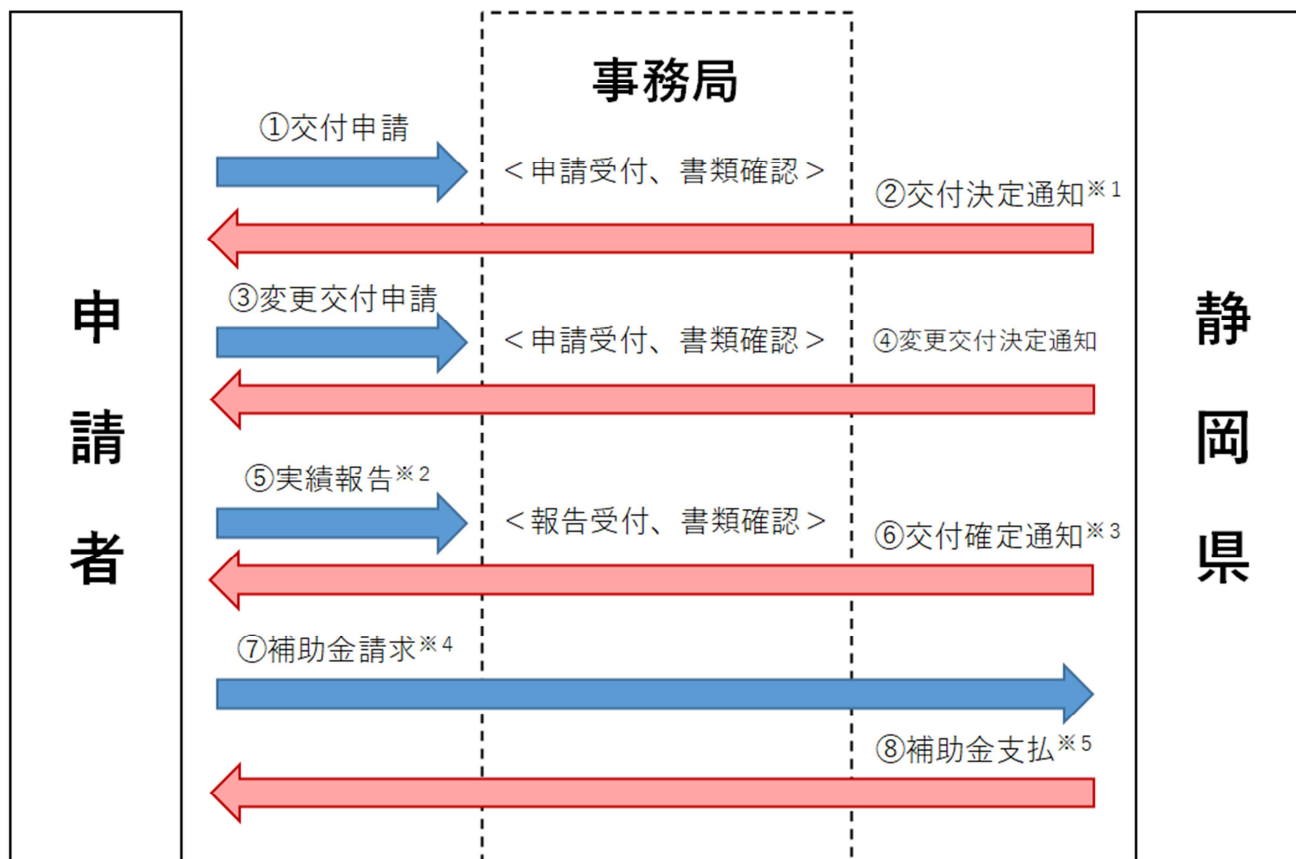 事務局
①交付申請
＜申請受付、書類確認＞
②交付決定通知※1
③変更交付申請
＜申請受付、書類確認＞
④変更交付決定通知
⑤実績報告※2
＜報告受付、書類確認＞
⑥交付確定通知※3
⑦補助金請求※4
⑧補助金支払※5
申請者
静岡県